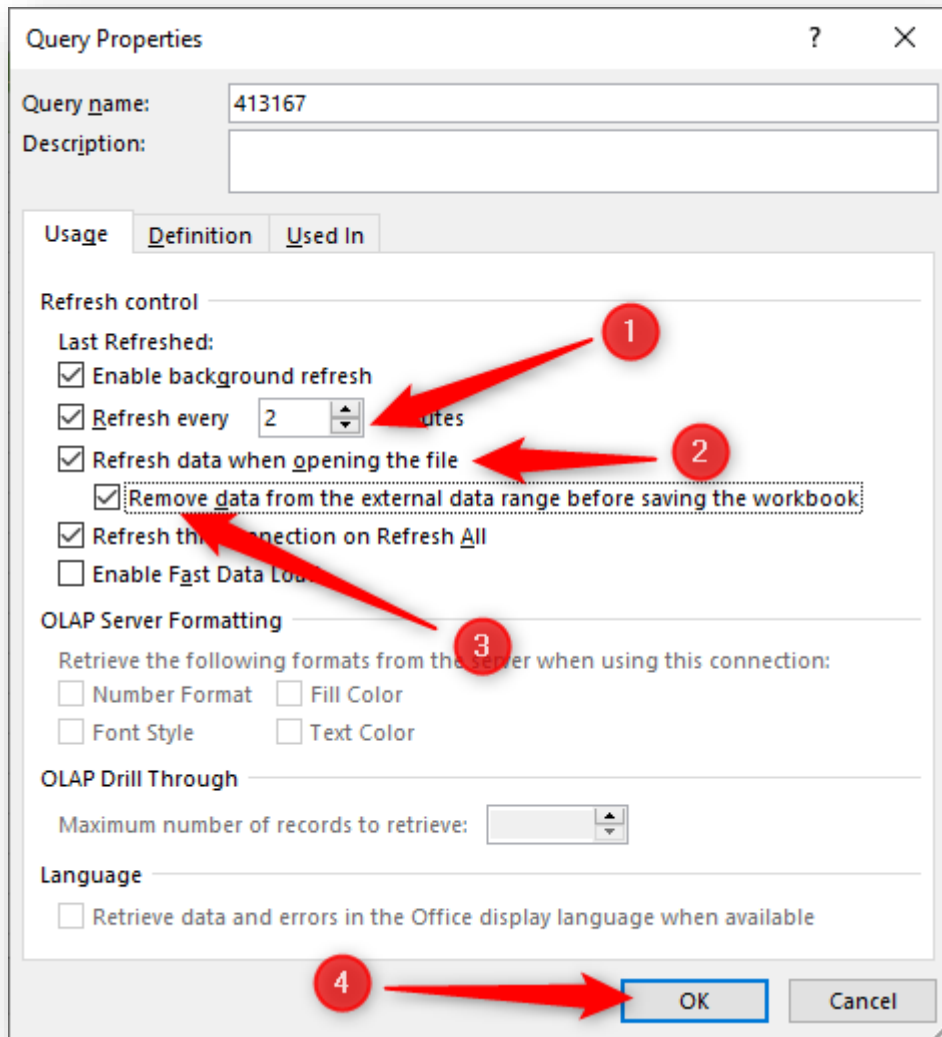 Query Properties ? ×
Query name: 413167
Description:
Usage Definition Used In
Refresh control
Last Refreshed:
1
Enable background refresh
Refresh every 2 utes
Refresh data when opening the file
2
Remove data from the external data range before saving the workbook
Refresh thi nection on Refresh All
Enable Fast Data Loa
OLAP Server Formatting
3
Retrieve the following formats from the server when using this connection:
Number Format Fill Color
Font Style Text Color
OLAP Drill Through
Maximum number of records to retrieve:
Language
Retrieve data and errors in the Office display language when available
4
OK Cancel